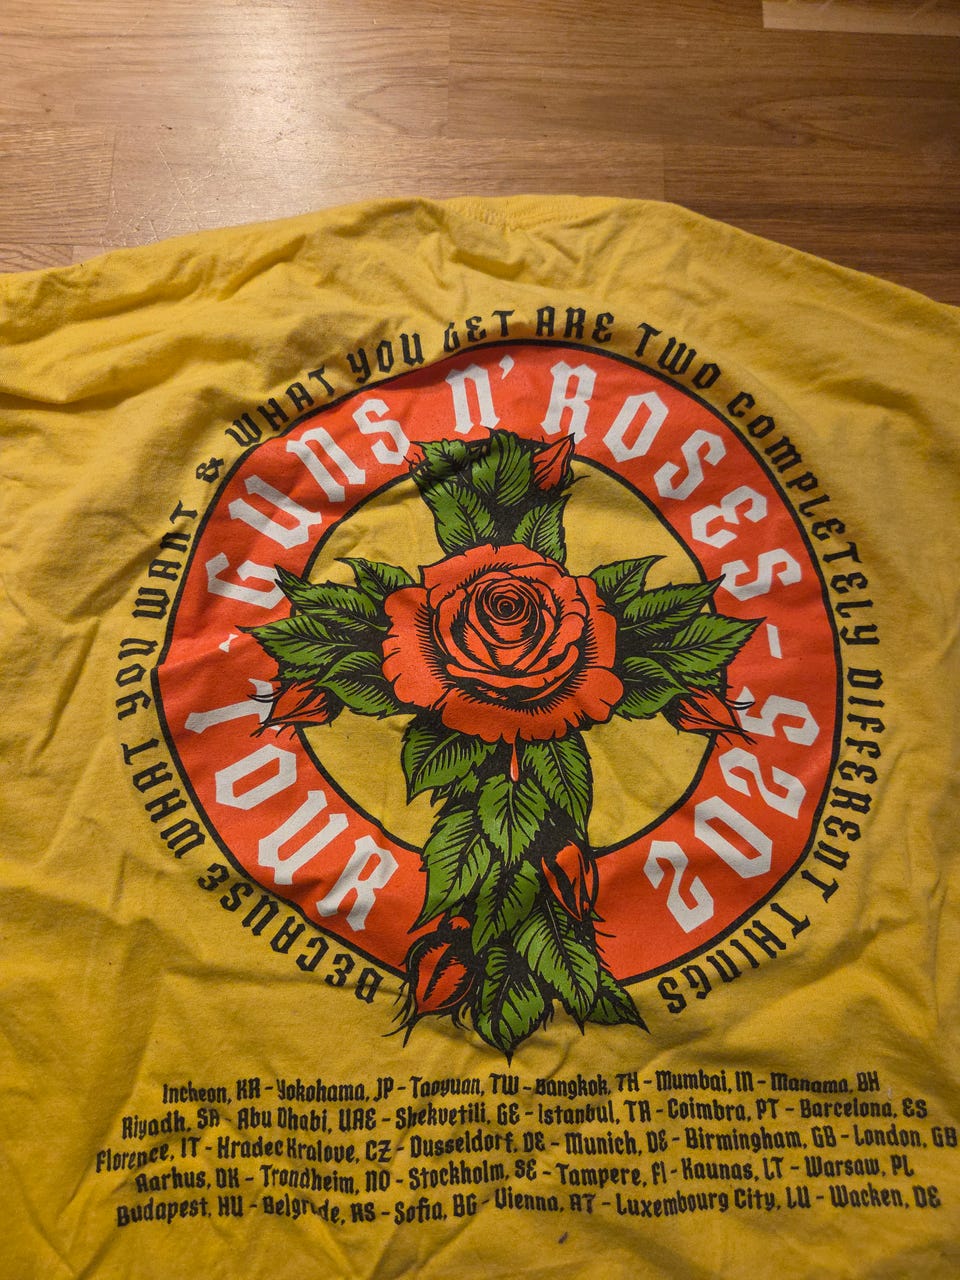 BECAUSE WHAT YOU WANT & WHAT YOU GET ARE TWO COMPLETELY DIFFERENT THINGS
TOUR - GUNS N' ROSES - 2025
Incheon, KR - Yokohama, JP - Taoyuan, TW - Bangkok, TH - Mumbai, IN - Manama, BH
Riyadh, SA - Abu Dhabi, UAE - Shekvetili, GE - Istanbul, TR - Coimbra, PT - Barcelona, ES
Florence, IT - Hradec Kralove, CZ - Dusseldorf, DE - Munich, DE - Birmingham, GB - London, GB
Aarhus, DK - Trondheim, NO - Stockholm, SE - Tampere, FI - Kaunas, LT - Warsaw, PL
Budapest, HU - Belgrade, RS - Sofia, BG - Vienna, AT - Luxembourg City, LU - Wacken, DE